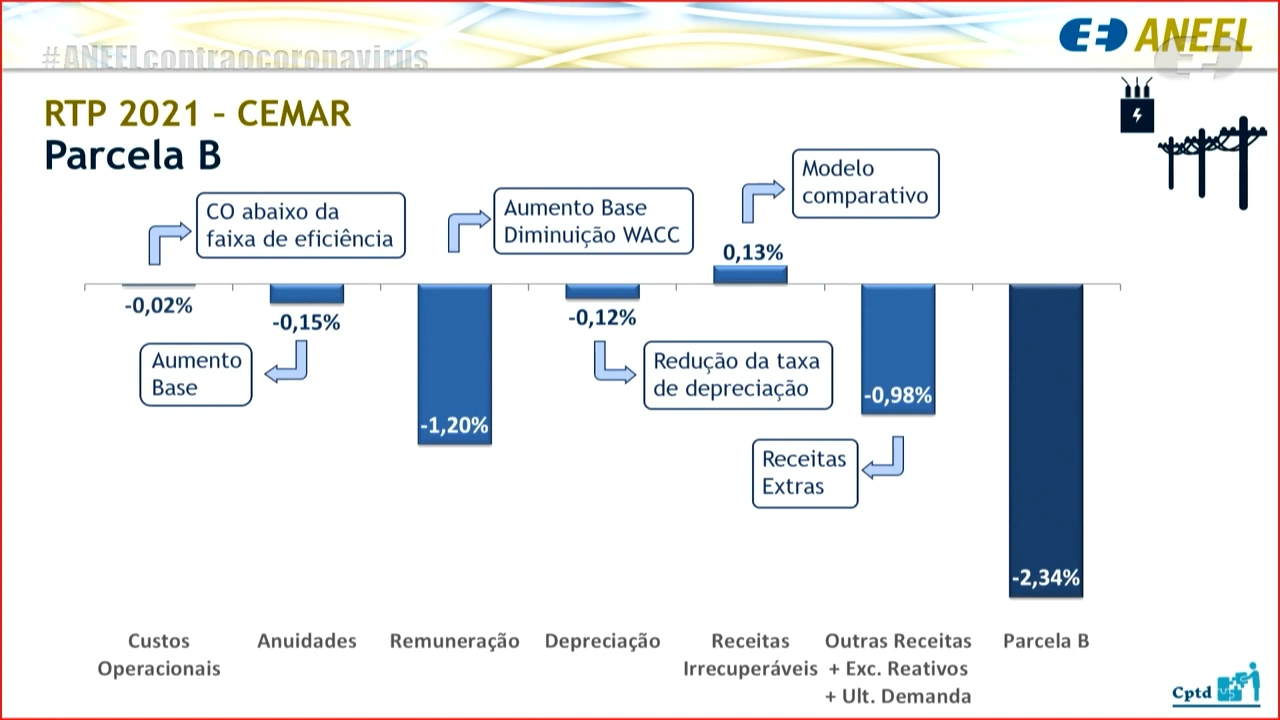 #ANEELcontraocoronavirus
ANEEL
RTP 2021 – CEMAR
Parcela B
Modelo
comparativo
CO abaixo da
faixa de eficiência
Aumento Base
Diminuição WACC
0,13%
-0,02%
-0,15%
-0,12%
Aumento
Base
Redução da taxa
de depreciação
-0,98%
-1,20%
Receitas
Extras
-2,34%
Custos
Operacionais
Anuidades
Remuneração
Depreciação
Receitas
Irrecuperáveis
Outras Receitas
+ Exc. Reativos
+ Ult. Demanda
Parcela B
Cptd